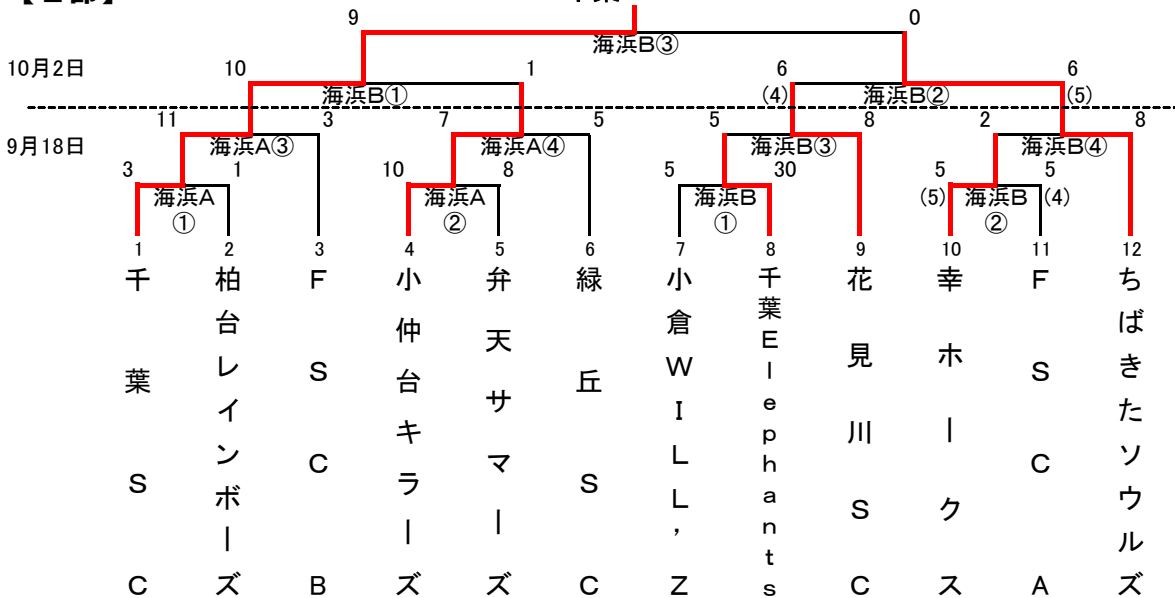 9
0
海浜B③
10月2日
10
1
6
6
海浜B①
(4)
海浜B②
(5)
11
3
7
5
5
8
2
8
9月18日
海浜A③
海浜A④
海浜B③
海浜B④
3
1
10
8
5
30
5
5
海浜A
①
海浜A
②
海浜B
①
(5)
海浜B
②
(4)
1
2
3
4
5
6
7
8
9
10
11
12
千葉SC
柏台レインボーズ
FSCB
小仲台キラーズ
弁天サマーズ
緑丘SC
小倉WILL’Z
千葉Elephants
花見川SC
幸ホークス
FSCA
ちばきたソウルズ